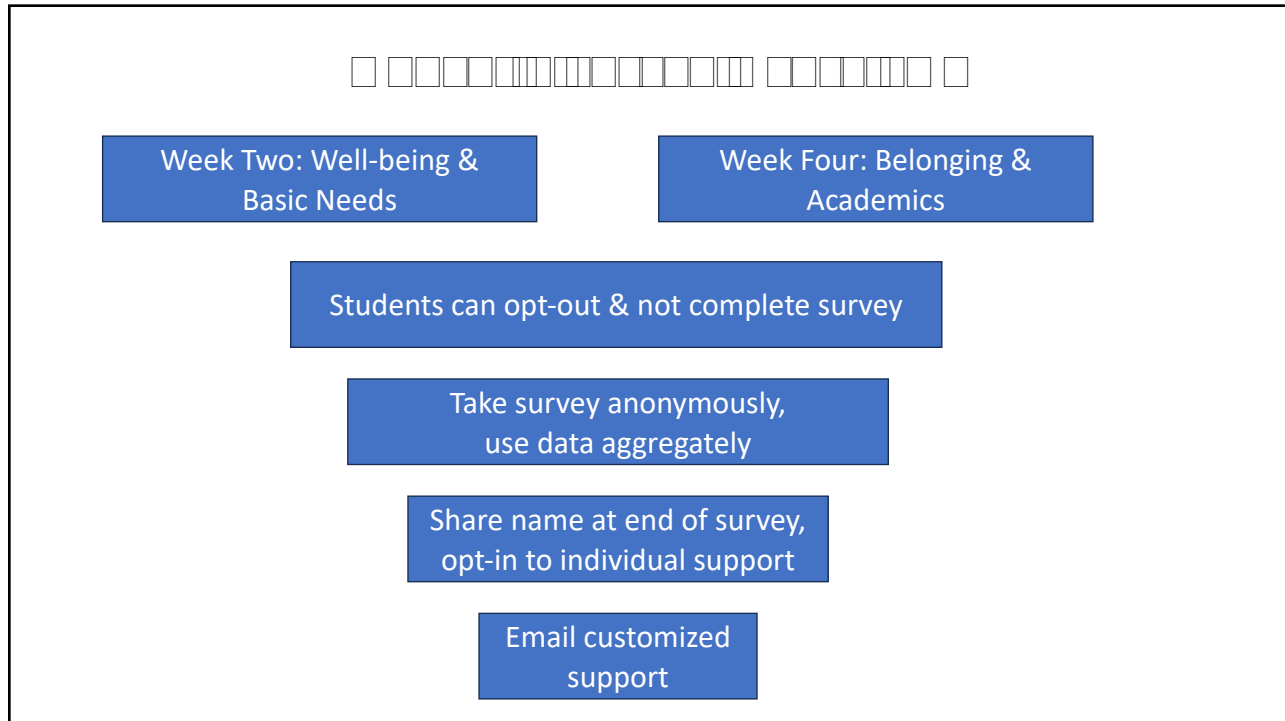 Week Two: Well-being &
Basic Needs
Week Four: Belonging &
Academics
Students can opt-out & not complete survey
Take survey anonymously,
use data aggregately
Share name at end of survey,
opt-in to individual support
Email customized
support